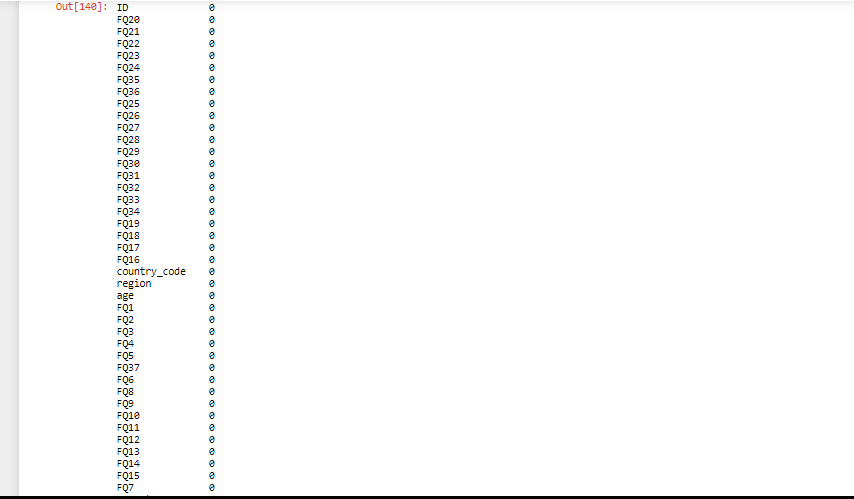 Out[140]: ID 0
FQ20 0
FQ21 0
FQ22 0
FQ23 0
FQ24 0
FQ35 0
FQ36 0
FQ25 0
FQ26 0
FQ27 0
FQ28 0
FQ29 0
FQ30 0
FQ31 0
FQ32 0
FQ33 0
FQ34 0
FQ19 0
FQ18 0
FQ17 0
FQ16 0
country_code 0
region 0
age 0
FQ1 0
FQ2 0
FQ3 0
FQ4 0
FQ5 0
FQ37 0
FQ6 0
FQ8 0
FQ9 0
FQ10 0
FQ11 0
FQ12 0
FQ13 0
FQ14 0
FQ15 0
FQ7 0